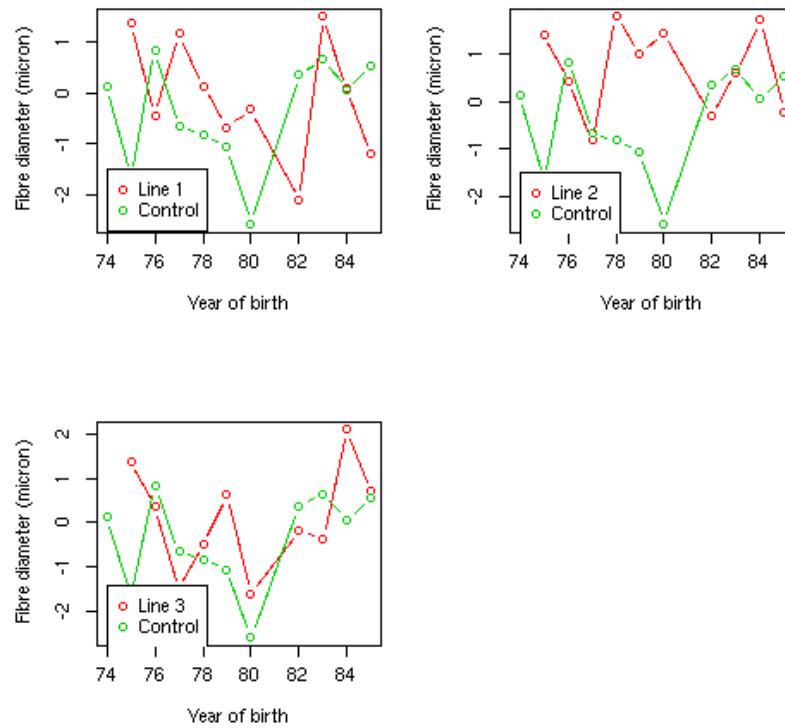 Fibre diameter (micron)
1
0
-1
-2
Line 1
Control
74 76 78 80 82 84
Year of birth
Fibre diameter (micron)
1
0
-1
-2
Line 2
Control
74 76 78 80 82 84
Year of birth
Fibre diameter (micron)
2
1
0
-1
-2
Line 3
Control
74 76 78 80 82 84
Year of birth